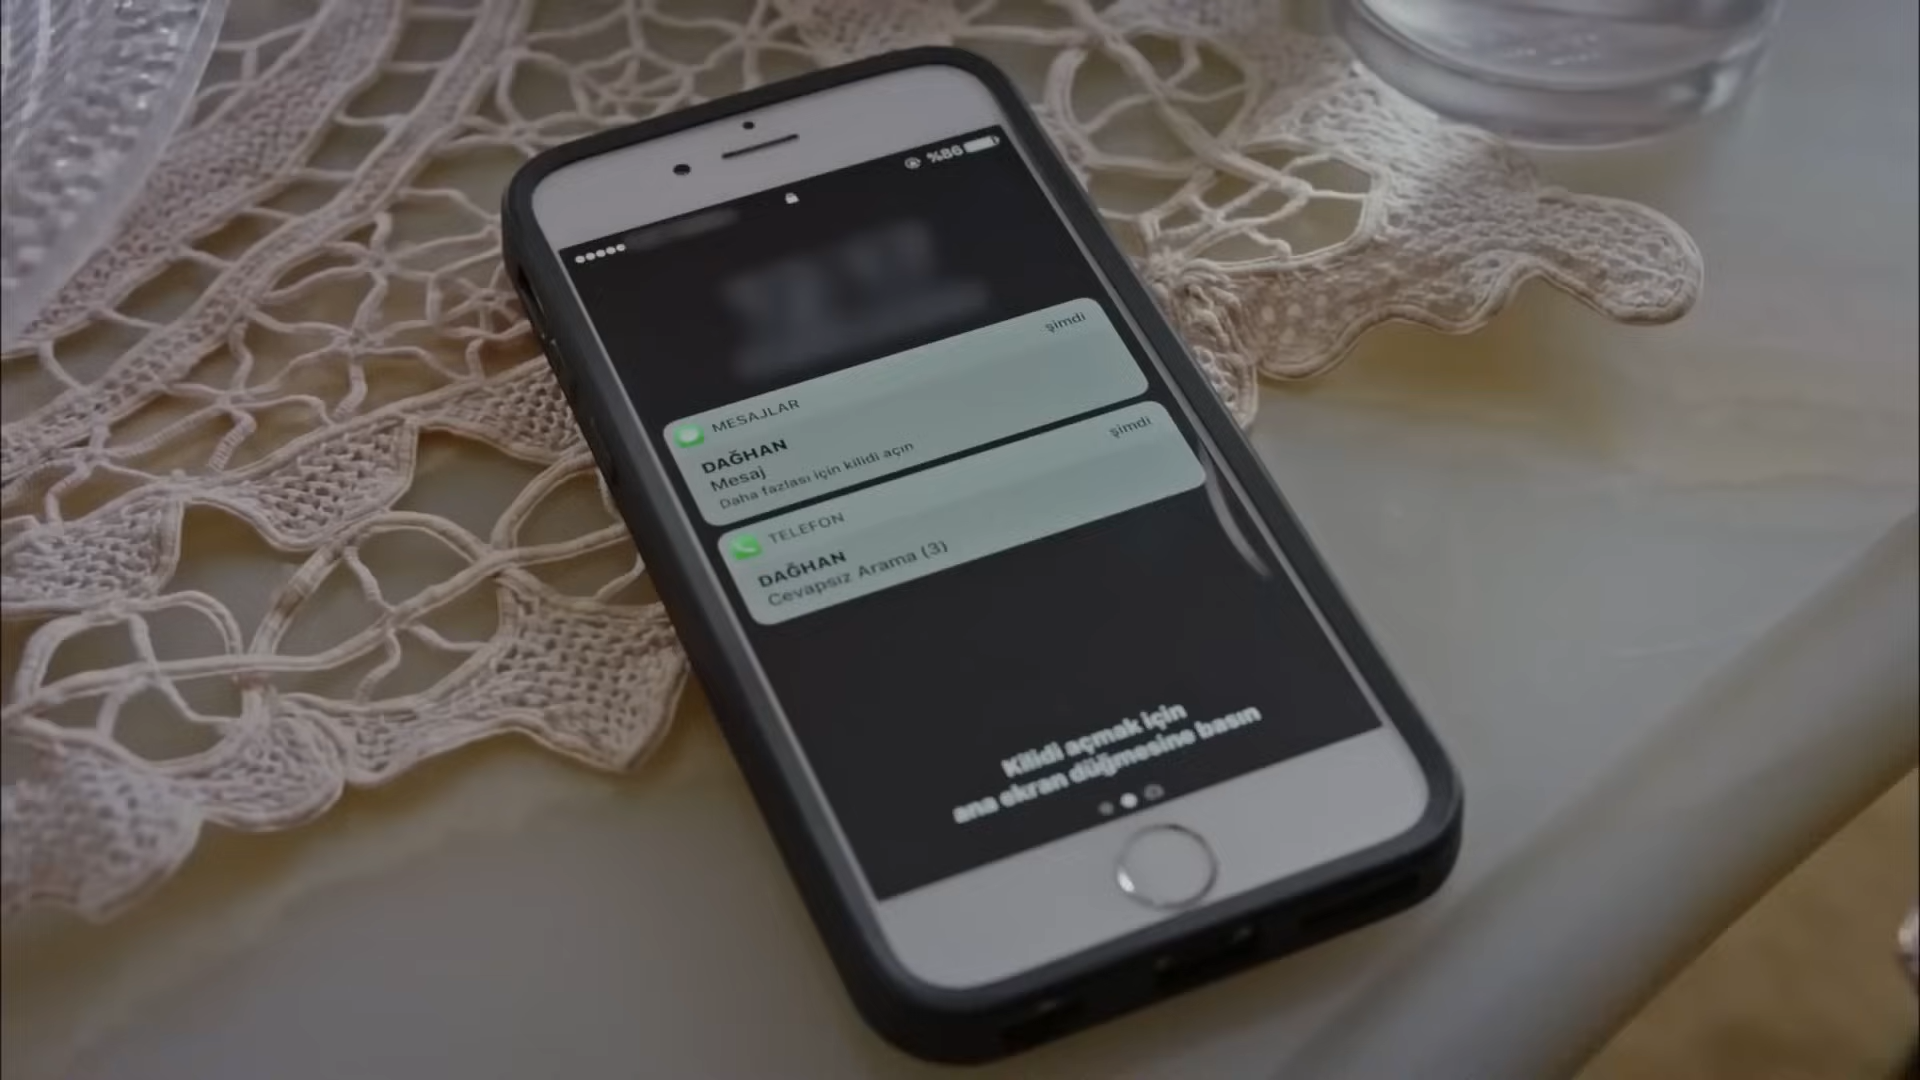 %86
MESAJLAR
şimdi
DAĞHAN
Mesaj
Daha fazlası için kilidi açın
TELEFON
şimdi
DAĞHAN
Cevapsız Arama (3)
Kilidi açmak için
ana ekran düğmesine basın